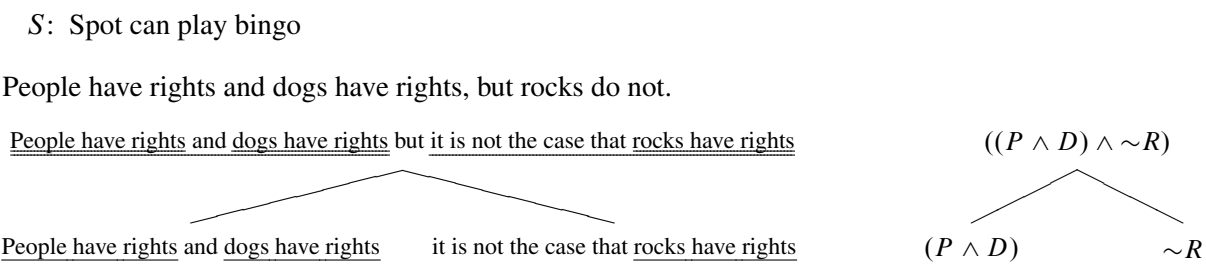 S: Spot can play bingo
People have rights and dogs have rights, but rocks do not.
People have rights and dogs have rights but it is not the case that rocks have rights ((P ∧ D) ∧ ∼R)
People have rights and dogs have rights it is not the case that rocks have rights (P ∧ D) ∼R